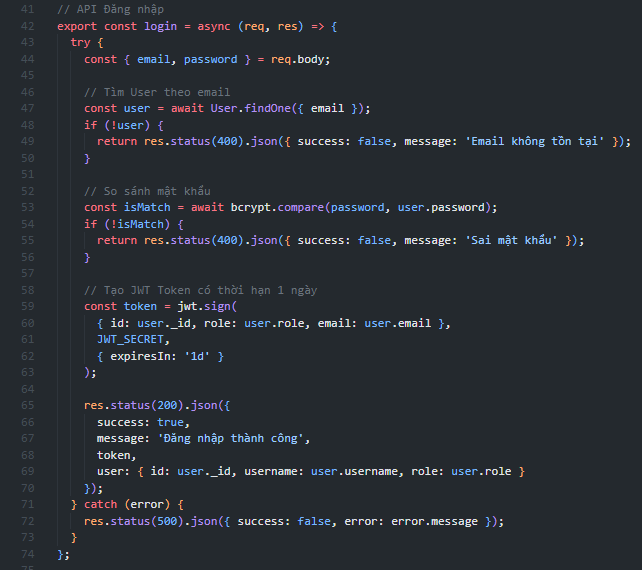 41 // API Đăng nhập
42 export const login = async (req, res) => {
43   try {
44     const { email, password } = req.body;
45
46     // Tìm User theo email
47     const user = await User.findOne({ email });
48     if (!user) {
49       return res.status(400).json({ success: false, message: 'Email không tồn tại' });
50     }
51
52     // So sánh mật khẩu
53     const isMatch = await bcrypt.compare(password, user.password);
54     if (!isMatch) {
55       return res.status(400).json({ success: false, message: 'Sai mật khẩu' });
56     }
57
58     // Tạo JWT Token có thời hạn 1 ngày
59     const token = jwt.sign(
60       { id: user._id, role: user.role, email: user.email },
61       JWT_SECRET,
62       { expiresIn: '1d' }
63     );
64
65     res.status(200).json({
66       success: true,
67       message: 'Đăng nhập thành công',
68       token,
69       user: { id: user._id, username: user.username, role: user.role }
70     });
71   } catch (error) {
72     res.status(500).json({ success: false, error: error.message });
73   }
74 };